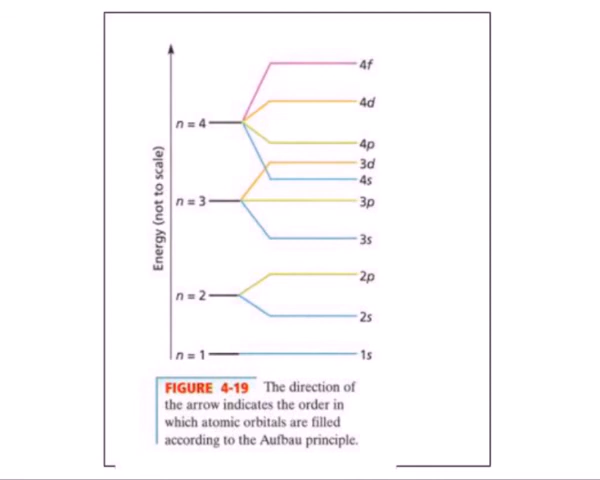 4f
4d
n = 4
4p
3d
4s
n = 3
3p
3s
2p
n = 2
2s
n = 1
1s
Energy (not to scale)
FIGURE 4-19 The direction of
the arrow indicates the order in
which atomic orbitals are filled
according to the Aufbau principle.